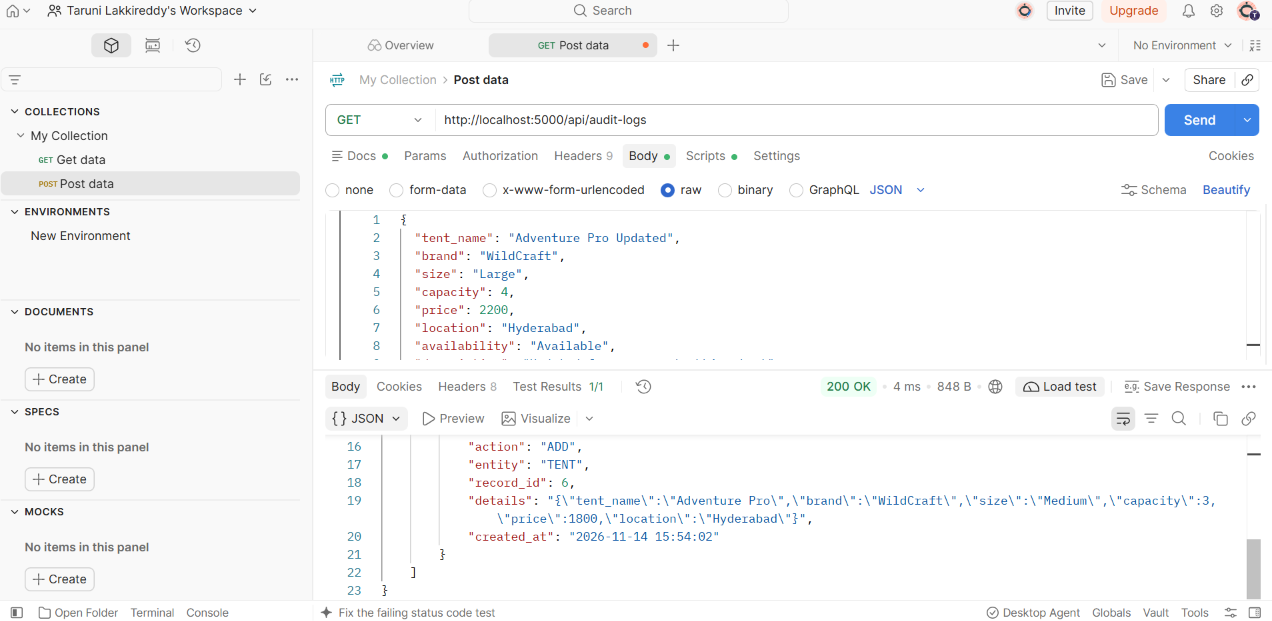 Taruni Lakkireddy's Workspace
Search
Invite
Upgrade
T
Overview
GET Post data
No Environment
HTTP
My Collection > Post data
Save
Share
GET
http://localhost:5000/api/audit-logs
Send
Docs
Params
Authorization
Headers 9
Body
Scripts
Settings
Cookies
none
form-data
x-www-form-urlencoded
raw
binary
GraphQL
JSON
Schema
Beautify
COLLECTIONS
My Collection
GET Get data
POST Post data
ENVIRONMENTS
New Environment
DOCUMENTS
No items in this panel
+ Create
SPECS
No items in this panel
+ Create
MOCKS
No items in this panel
+ Create
1 {
2 "tent_name": "Adventure Pro Updated",
3 "brand": "WildCraft",
4 "size": "Large",
5 "capacity": 4,
6 "price": 2200,
7 "location": "Hyderabad",
8 "availability": "Available",
Body
Cookies
Headers 8
Test Results 1/1
200 OK
4 ms
848 B
Load test
e.g. Save Response
{} JSON
Preview
Visualize
16 "action": "ADD",
17 "entity": "TENT",
18 "record_id": 6,
19 "details": "{\"tent_name\":\"Adventure Pro\",\"brand\":\"WildCraft\",\"size\":\"Medium\",\"capacity\":3,
\"price\":1800,\"location\":\"Hyderabad\"}",
20 "created_at": "2026-11-14 15:54:02"
21 }
22 ]
23 }
Open Folder
Terminal
Console
Fix the failing status code test
Desktop Agent
Globals
Vault
Tools